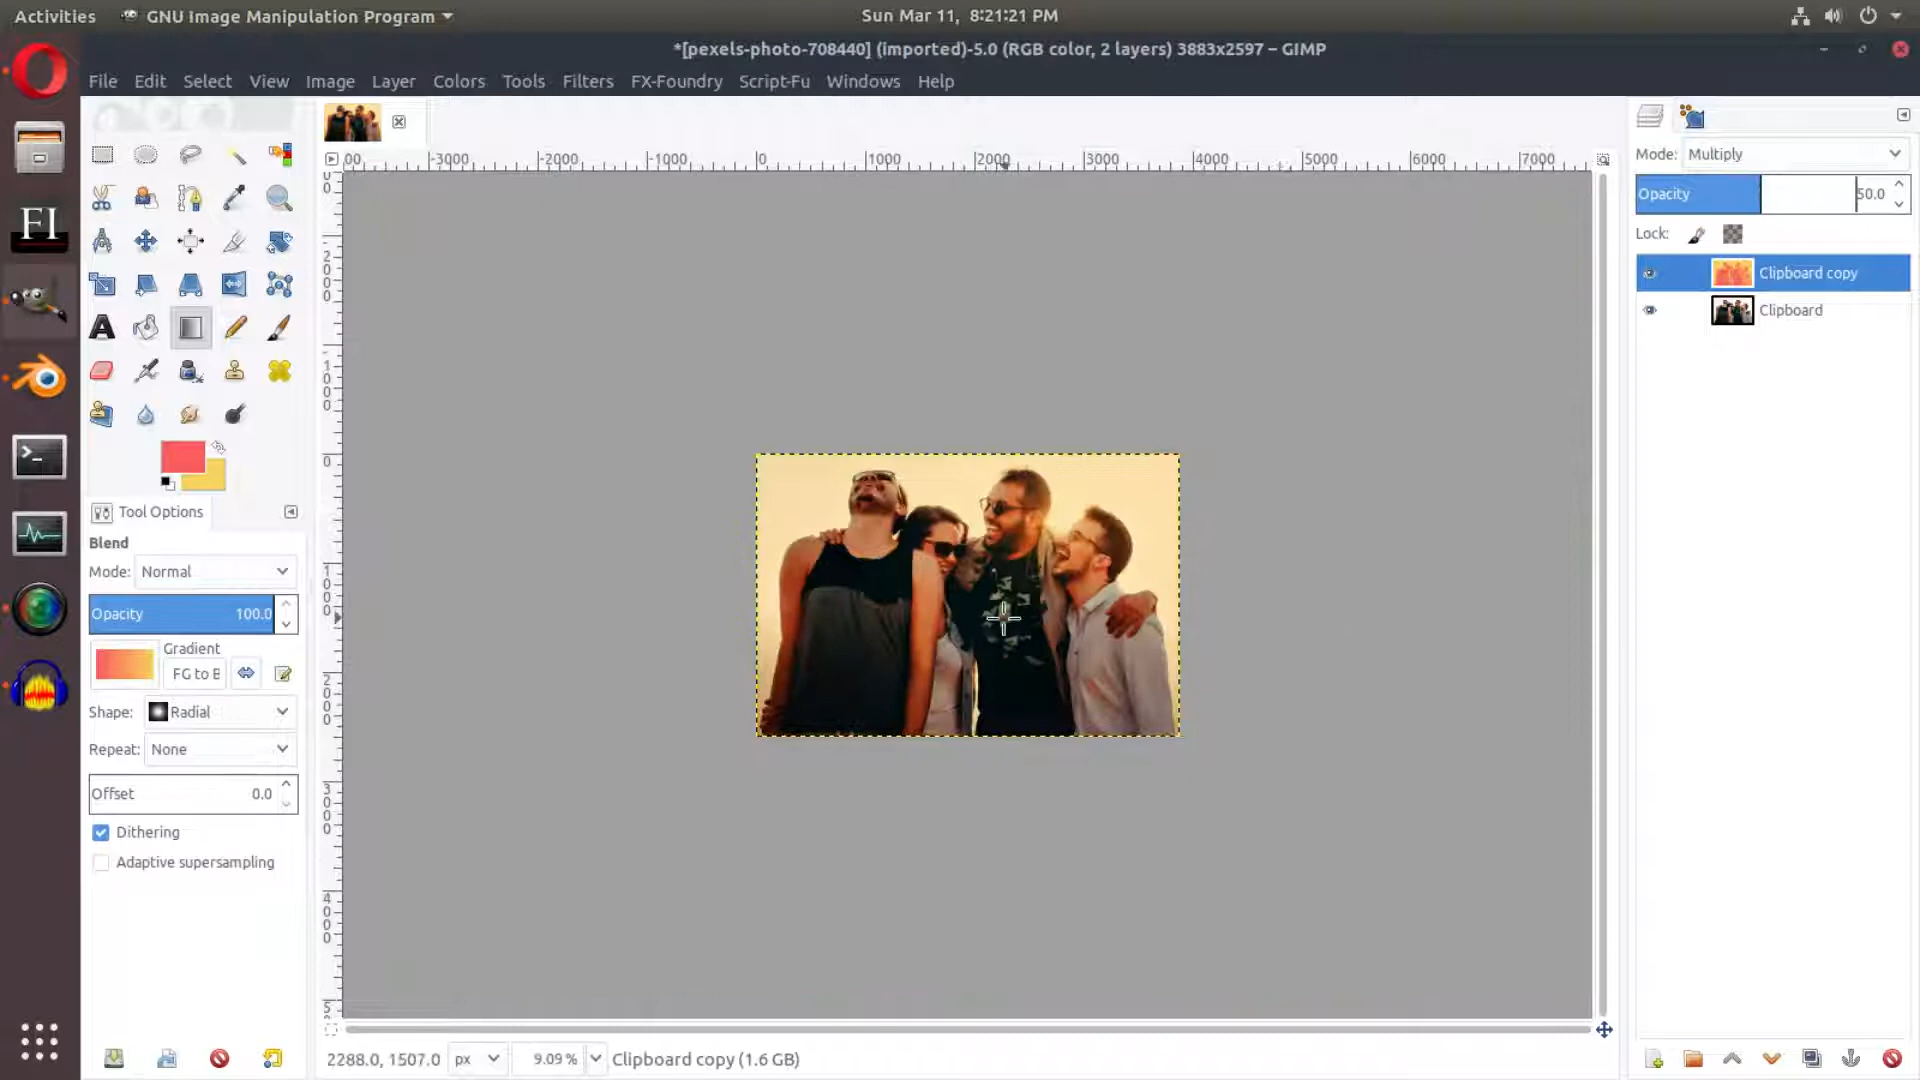 Activities GNU Image Manipulation Program Sun Mar 11, 8:21:21 PM
*[pexels-photo-708440] (imported)-5.0 (RGB color, 2 layers) 3883x2597 – GIMP
File Edit Select View Image Layer Colors Tools Filters FX-Foundry Script-Fu Windows Help
00 -3000 -2000 -1000 0 1000 2000 3000 4000 5000 6000 7000
Mode: Multiply
Opacity 50.0
Lock:
Clipboard copy
Clipboard
FI
A
Tool Options
Blend
Mode: Normal
Opacity 100.0
Gradient
FG to B
Shape: Radial
Repeat: None
Offset 0.0
Dithering
Adaptive supersampling
2288.0, 1507.0 px 9.09 % Clipboard copy (1.6 GB)